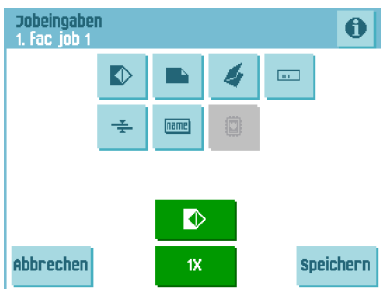 Jobeingaben
1. Fac job 1
name
1X
Abbrechen
Speichern